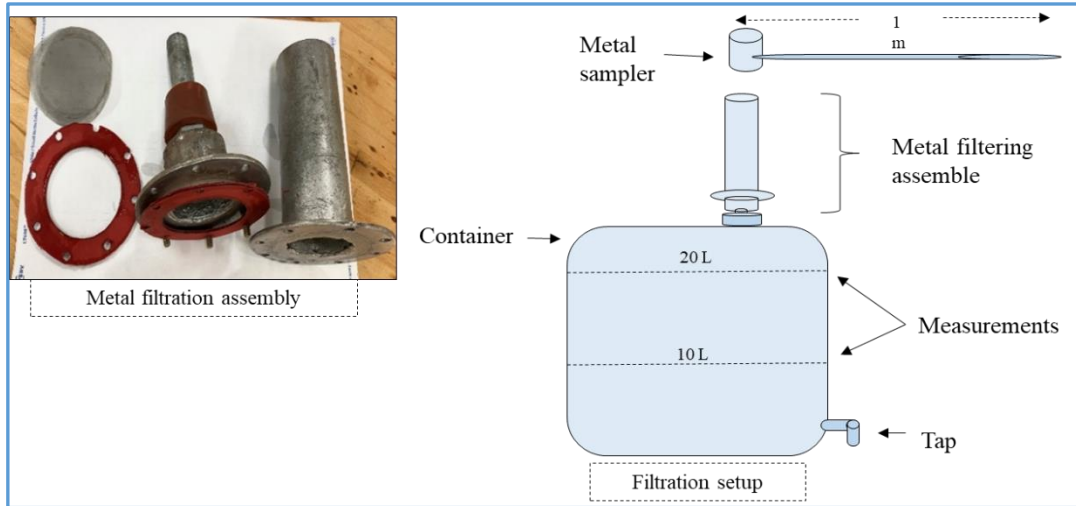 1
m
Metal
sampler
Metal filtering
assemble
Container
20 L
Metal filtration assembly
Measurements
10 L
Tap
Filtration setup